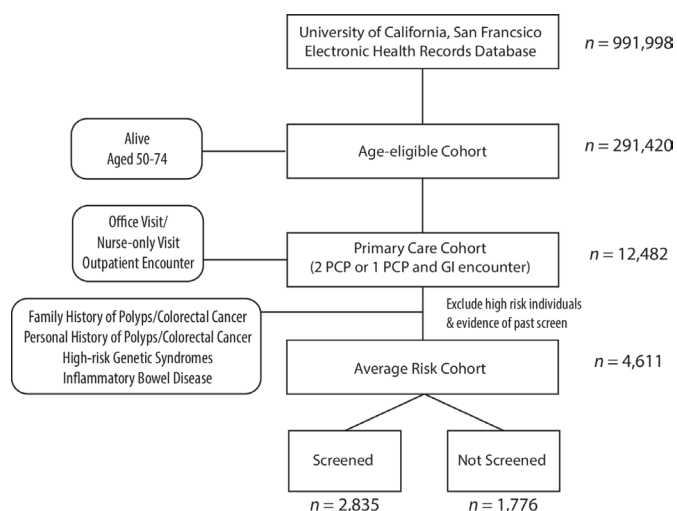 University of California, San Francsico
Electronic Health Records Database
n = 991,998
Alive
Aged 50-74
Age-eligible Cohort
n = 291,420
Office Visit/
Nurse-only Visit
Outpatient Encounter
Primary Care Cohort
(2 PCP or 1 PCP and GI encounter)
n = 12,482
Family History of Polyps/Colorectal Cancer
Personal History of Polyps/Colorectal Cancer
High-risk Genetic Syndromes
Inflammatory Bowel Disease
Exclude high risk individuals
& evidence of past screen
Average Risk Cohort
n = 4,611
Screened
Not Screened
n = 2,835
n = 1,776